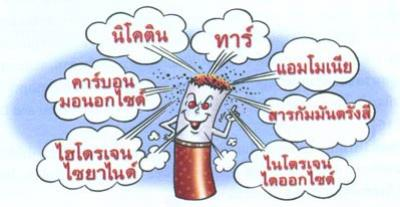 นิโคติน
ทาร์
คาร์บอน
มอนอกไซด์
แอมโมเนีย
สารกัมมันตรังสี
ไฮโดรเจน
ไซยาไนด์
ไนโตรเจน
ไดออกไซด์